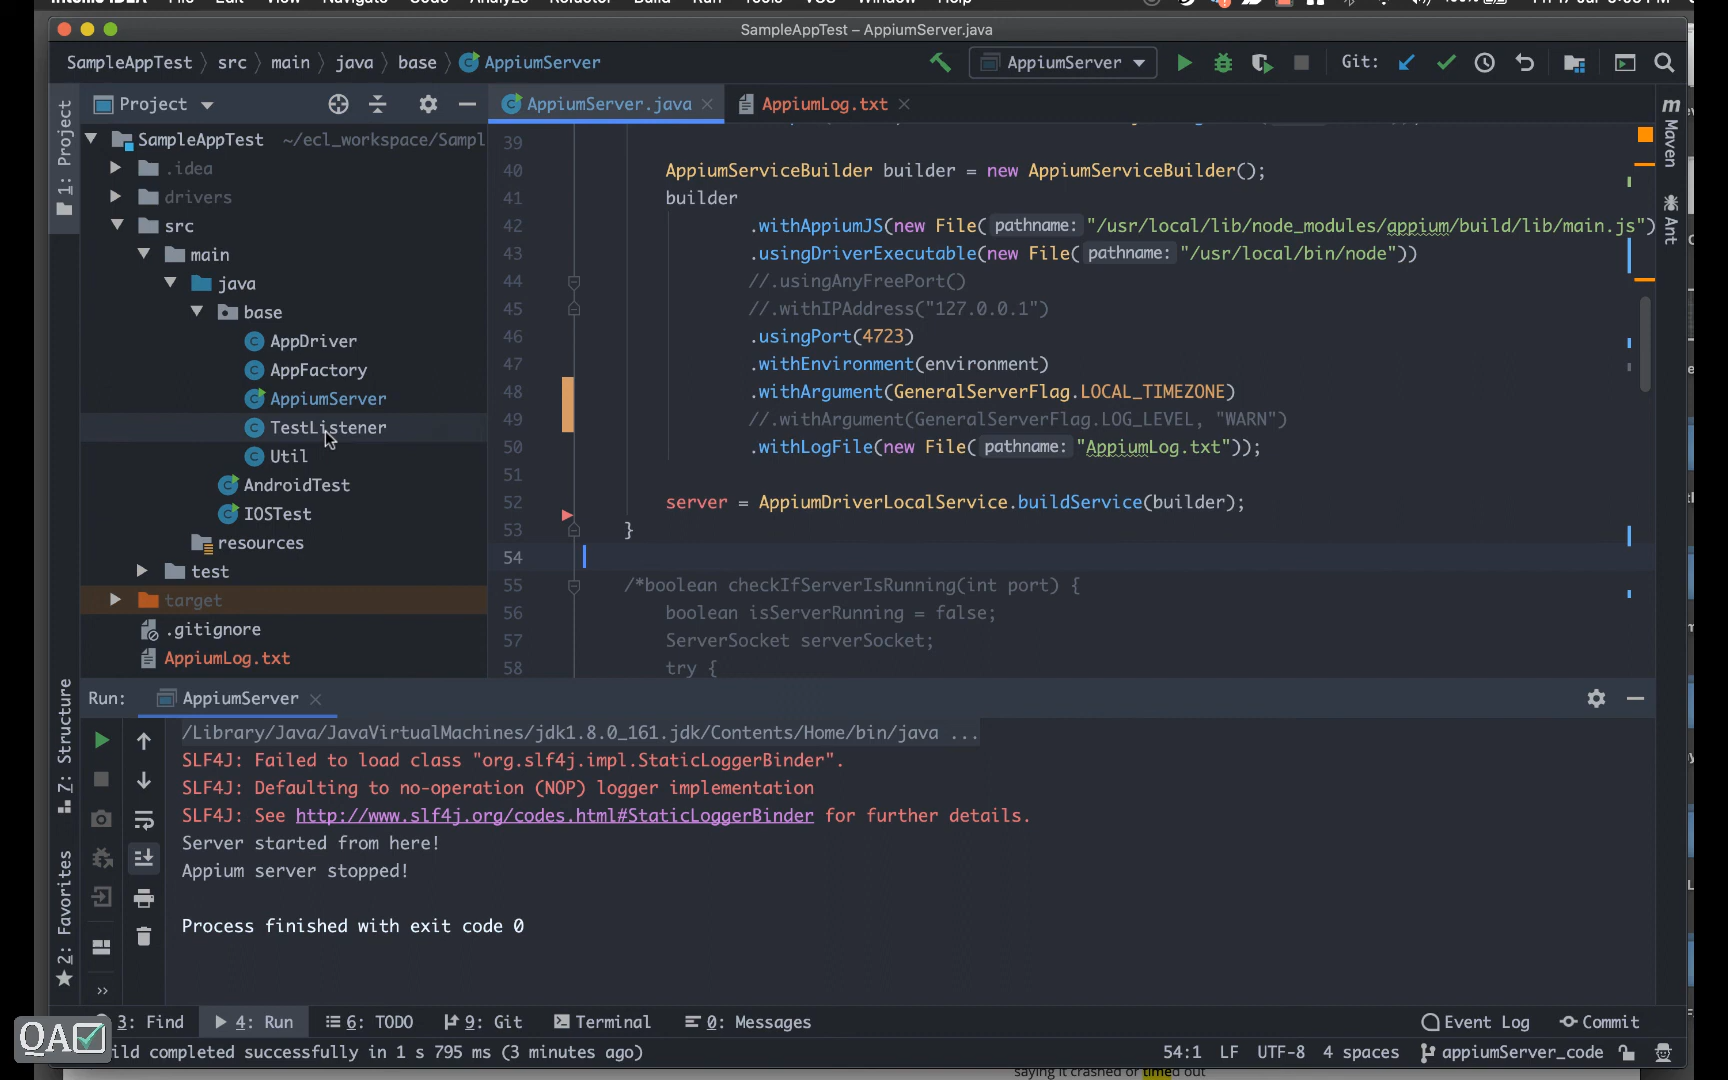 SampleAppTest – AppiumServer.java
SampleAppTest src main java base AppiumServer
AppiumServer Git:
Project
AppiumServer.java
AppiumLog.txt
1: Project
Maven
Ant
SampleAppTest ~/ecl_workspace/Sampl
.idea
drivers
src
main
java
base
AppDriver
AppFactory
AppiumServer
TestListener
Util
AndroidTest
IOSTest
resources
test
target
.gitignore
AppiumLog.txt
39
40 AppiumServiceBuilder builder = new AppiumServiceBuilder();
41 builder
42 .withAppiumJS(new File( pathname: "/usr/local/lib/node_modules/appium/build/lib/main.js")
43 .usingDriverExecutable(new File( pathname: "/usr/local/bin/node"))
44 //.usingAnyFreePort()
45 //.withIPAddress("127.0.0.1")
46 .usingPort(4723)
47 .withEnvironment(environment)
48 .withArgument(GeneralServerFlag.LOCAL_TIMEZONE)
49 //.withArgument(GeneralServerFlag.LOG_LEVEL, "WARN")
50 .withLogFile(new File( pathname: "AppiumLog.txt"));
51
52 server = AppiumDriverLocalService.buildService(builder);
53 }
54
55 /*boolean checkIfServerIsRunning(int port) {
56 boolean isServerRunning = false;
57 ServerSocket serverSocket;
58 try {
7: Structure
2: Favorites
Run: AppiumServer
/Library/Java/JavaVirtualMachines/jdk1.8.0_161.jdk/Contents/Home/bin/java ...
SLF4J: Failed to load class "org.slf4j.impl.StaticLoggerBinder".
SLF4J: Defaulting to no-operation (NOP) logger implementation
SLF4J: See http://www.slf4j.org/codes.html#StaticLoggerBinder for further details.
Server started from here!
Appium server stopped!
Process finished with exit code 0
3: Find 4: Run 6: TODO 9: Git Terminal 0: Messages Event Log Commit
QA
ild completed successfully in 1 s 795 ms (3 minutes ago) 54:1 LF UTF-8 4 spaces appiumServer_code
saying it crashed or timed out